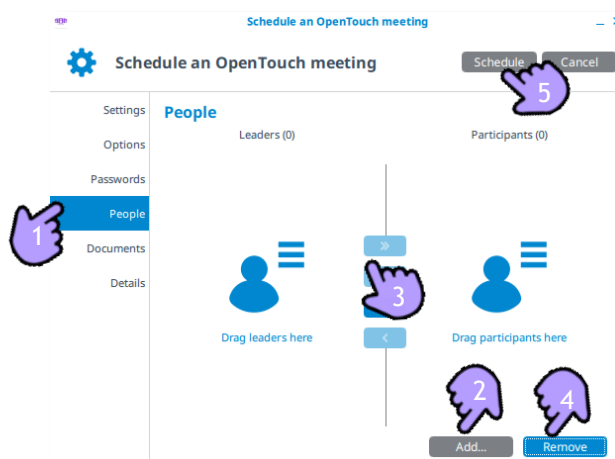 Schedule an OpenTouch meeting
Schedule an OpenTouch meeting
Schedule
Cancel
5
Settings
Options
Passwords
People
Documents
Details
1
People
Leaders (0)
Participants (0)
»
3
<
Drag leaders here
Drag participants here
2
4
Add...
Remove